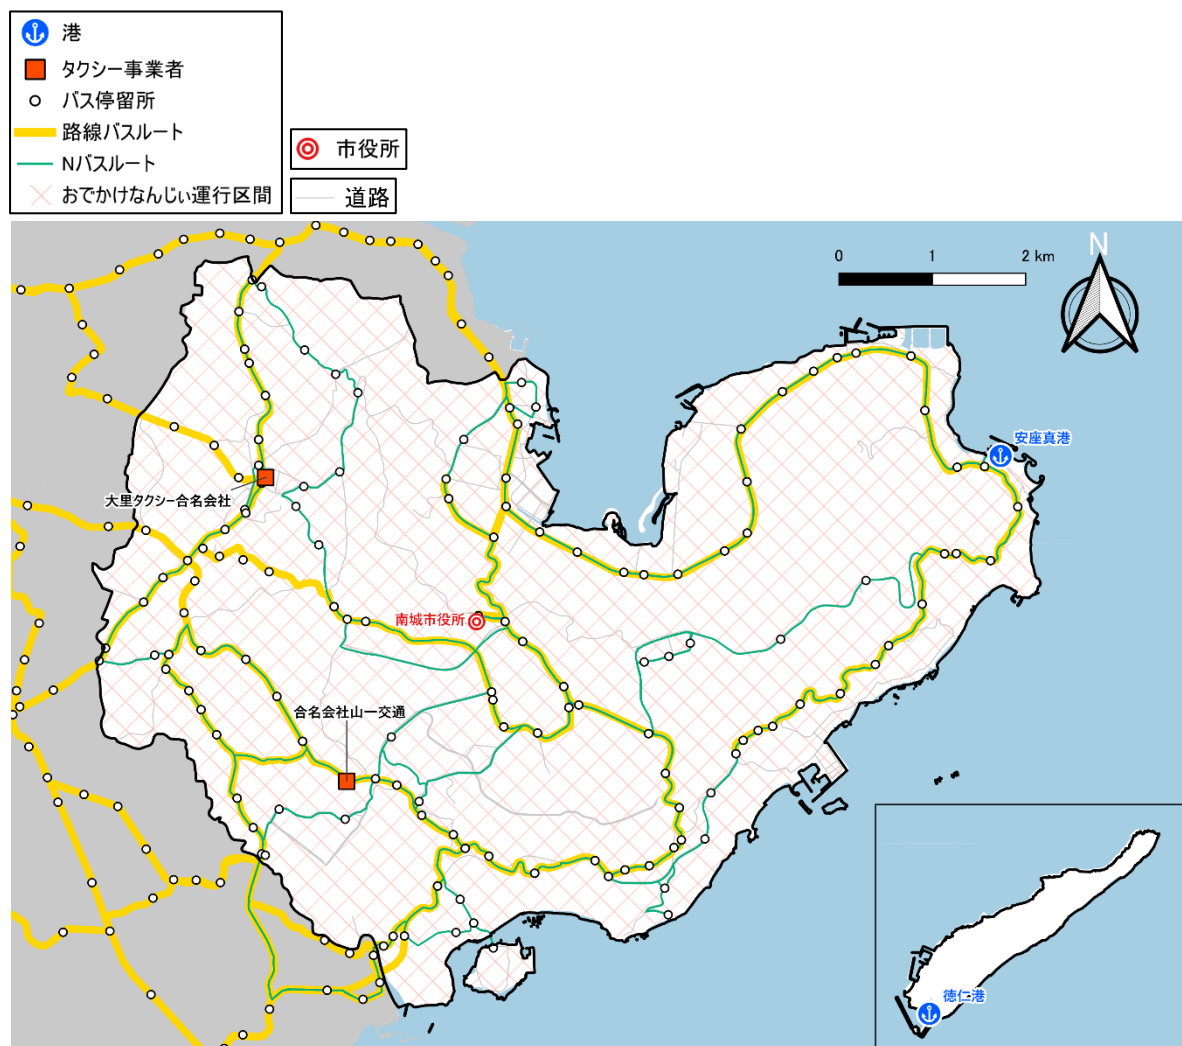 港
タクシー事業者
バス停留所
路線バスルート
Nバスルート
おでかけなんじぃ運行区間
市役所
道路
0 1 2 km
N
安座真港
大里タクシー合名会社
南城市役所
合名会社山一交通
徳仁港